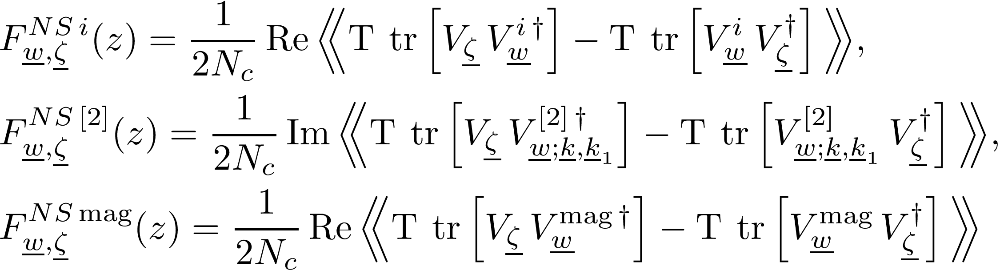 $F^{NS\,i}_{\underline{w},\underline{\zeta}}(z) = \frac{1}{2N_c} \,\mathrm{Re} \left\langle\!\left\langle \mathrm{T}\ \mathrm{tr}\left[ V_{\underline{\zeta}} \, V^{i\,\dagger}_{\underline{w}} \right] - \mathrm{T}\ \mathrm{tr}\left[ V^{i}_{\underline{w}} \, V^{\dagger}_{\underline{\zeta}} \right] \right\rangle\!\right\rangle,$
$F^{NS\,[2]}_{\underline{w},\underline{\zeta}}(z) = \frac{1}{2N_c} \,\mathrm{Im} \left\langle\!\left\langle \mathrm{T}\ \mathrm{tr}\left[ V_{\underline{\zeta}} \, V^{[2]\,\dagger}_{\underline{w};\underline{k},\underline{k}_1} \right] - \mathrm{T}\ \mathrm{tr}\left[ V^{[2]}_{\underline{w};\underline{k},\underline{k}_1} \, V^{\dagger}_{\underline{\zeta}} \right] \right\rangle\!\right\rangle,$
$F^{NS\,\mathrm{mag}}_{\underline{w},\underline{\zeta}}(z) = \frac{1}{2N_c} \,\mathrm{Re} \left\langle\!\left\langle \mathrm{T}\ \mathrm{tr}\left[ V_{\underline{\zeta}} \, V^{\mathrm{mag}\,\dagger}_{\underline{w}} \right] - \mathrm{T}\ \mathrm{tr}\left[ V^{\mathrm{mag}}_{\underline{w}} \, V^{\dagger}_{\underline{\zeta}} \right] \right\rangle\!\right\rangle$